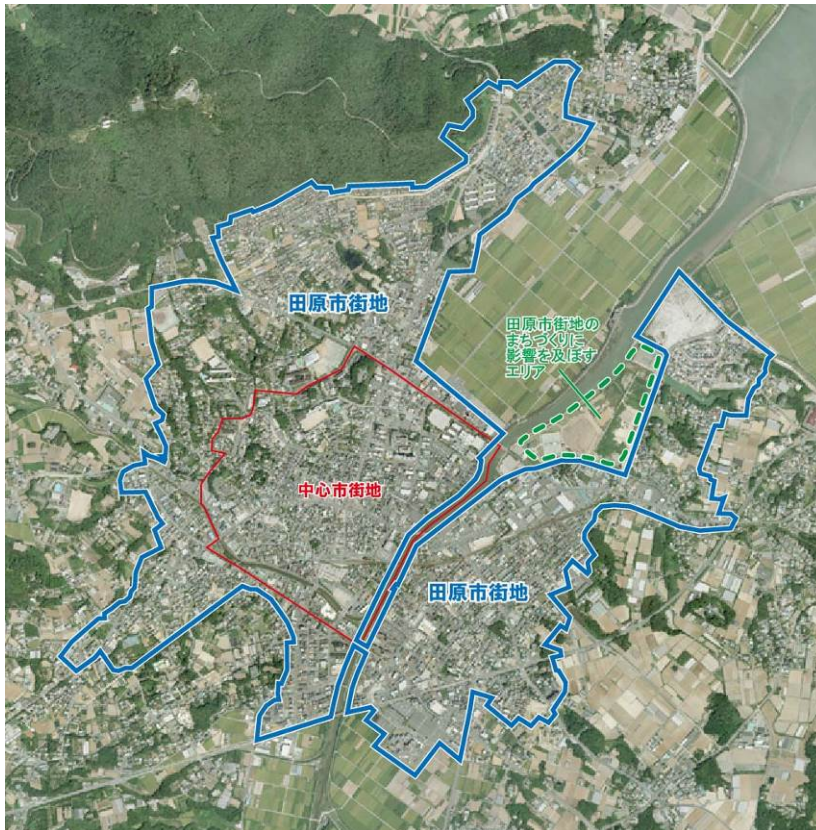 田原市街地
田原市街地の
まちづくりに
影響を及ぼす
エリア
中心市街地
田原市街地